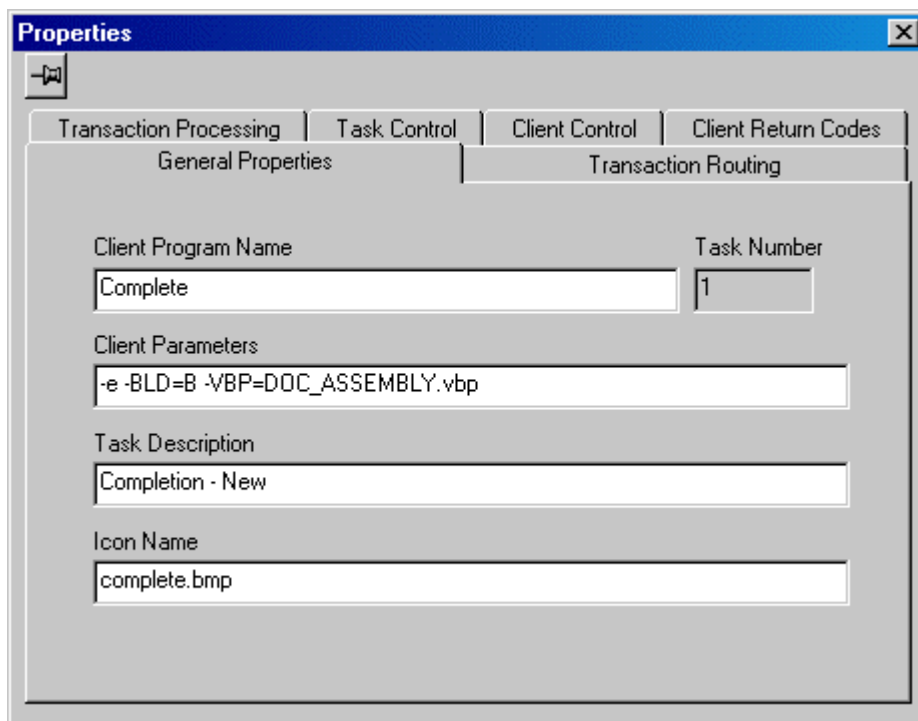 Properties
Transaction Processing Task Control Client Control Client Return Codes
General Properties Transaction Routing
Client Program Name Task Number
Complete 1
Client Parameters
-e -BLD=B -VBP=DOC_ASSEMBLY.vbp
Task Description
Completion - New
Icon Name
complete.bmp